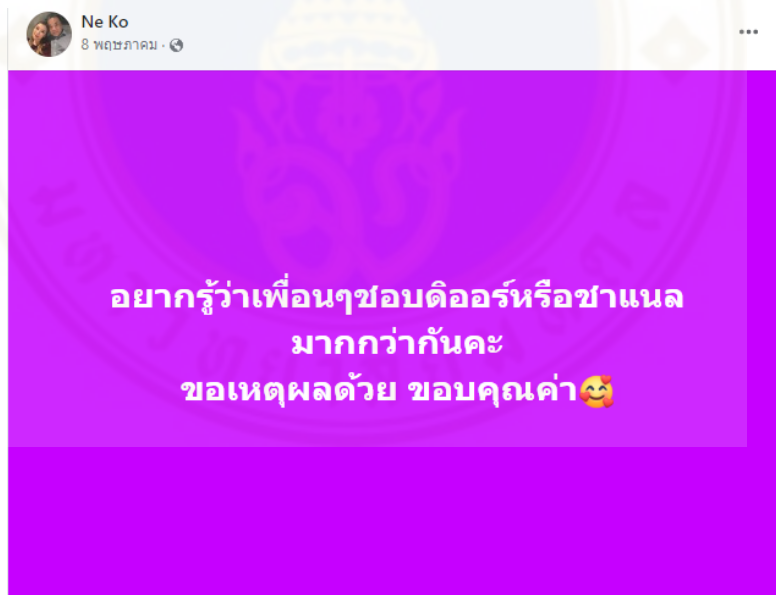 Ne Ko
8 พฤษภาคม ·
อยากรู้ว่าเพื่อนๆชอบดิออร์หรือชาแนล
มากกว่ากันคะ
ขอเหตุผลด้วย ขอบคุณค่า🥰